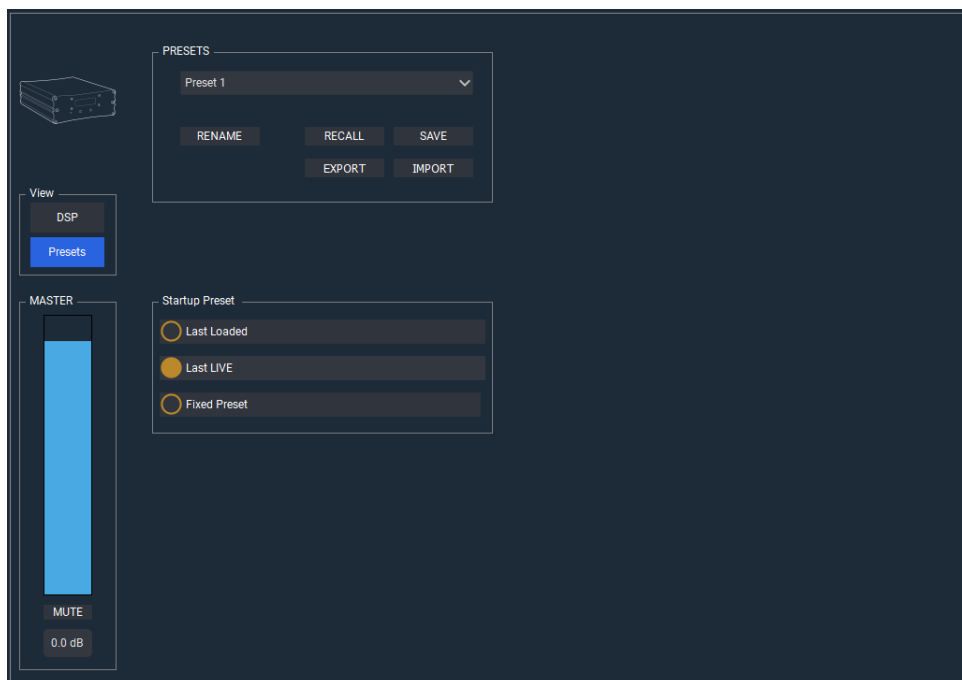 PRESETS
Preset 1
RENAME RECALL SAVE
EXPORT IMPORT
View
DSP
Presets
MASTER
MUTE
0.0 dB
Startup Preset
Last Loaded
Last LIVE
Fixed Preset